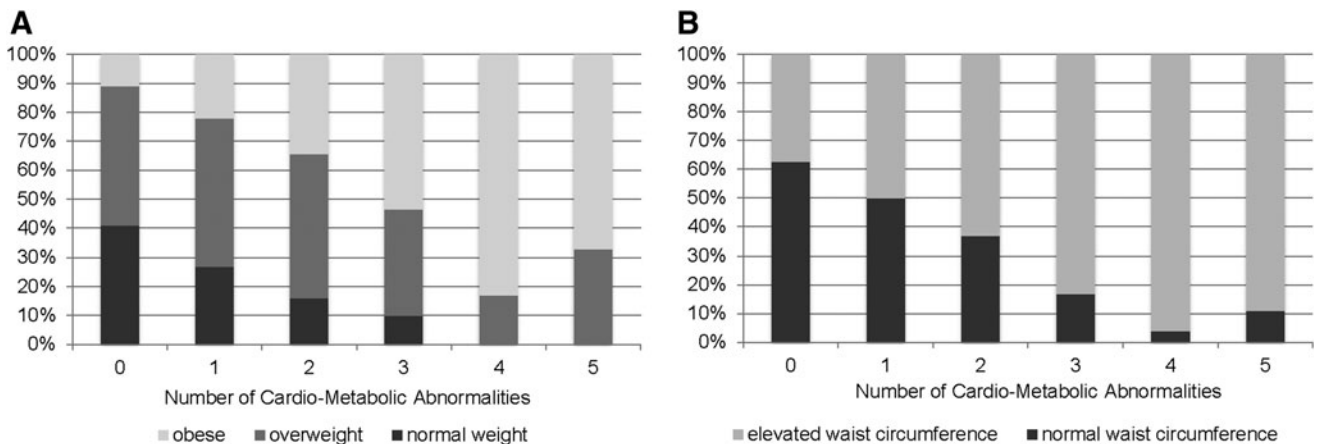 A
100%
90%
80%
70%
60%
50%
40%
30%
20%
10%
0%
0 1 2 3 4 5
Number of Cardio-Metabolic Abnormalities
obese overweight normal weight
B
100%
90%
80%
70%
60%
50%
40%
30%
20%
10%
0%
0 1 2 3 4 5
Number of Cardio-Metabolic Abnormalities
elevated waist circumference normal waist circumference